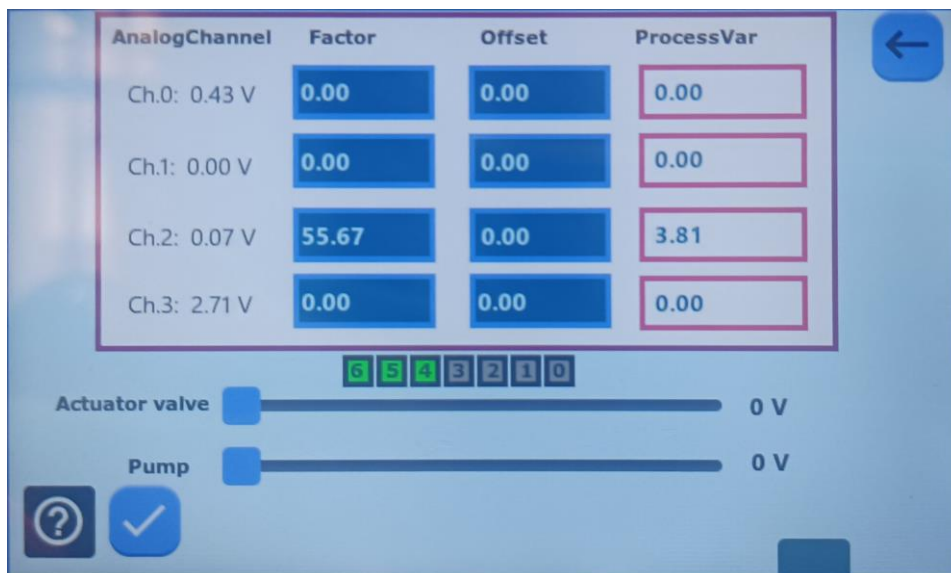 AnalogChannel Factor Offset ProcessVar
Ch.0: 0.43 V 0.00 0.00 0.00
Ch.1: 0.00 V 0.00 0.00 0.00
Ch.2: 0.07 V 55.67 0.00 3.81
Ch.3: 2.71 V 0.00 0.00 0.00
6 5 4 3 2 1 0
Actuator valve 0 V
Pump 0 V
?